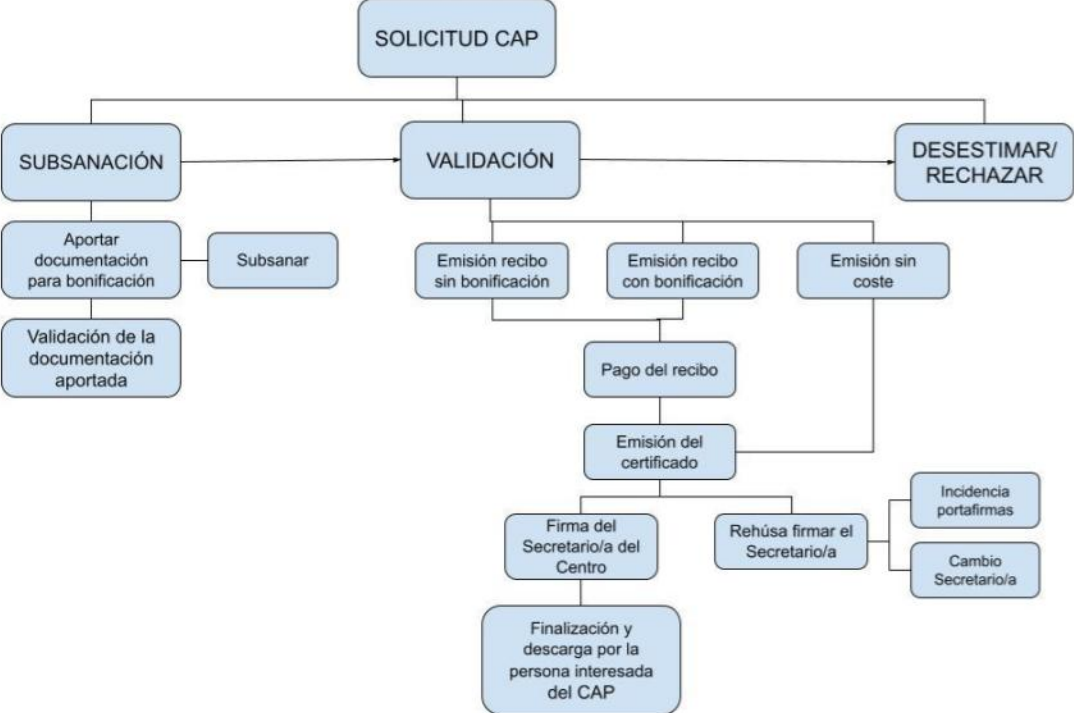 SOLICITUD CAP
SUBSANACIÓN
VALIDACIÓN
DESESTIMAR/
RECHAZAR
Aportar
documentación
para bonificación
Subsanar
Emisión recibo
sin bonificación
Emisión recibo
con bonificación
Emisión sin
coste
Validación de la
documentación
aportada
Pago del recibo
Emisión del
certificado
Firma del
Secretario/a del
Centro
Rehúsa firmar el
Secretario/a
Incidencia
portafirmas
Cambio
Secretario/a
Finalización y
descarga por la
persona interesada
del CAP